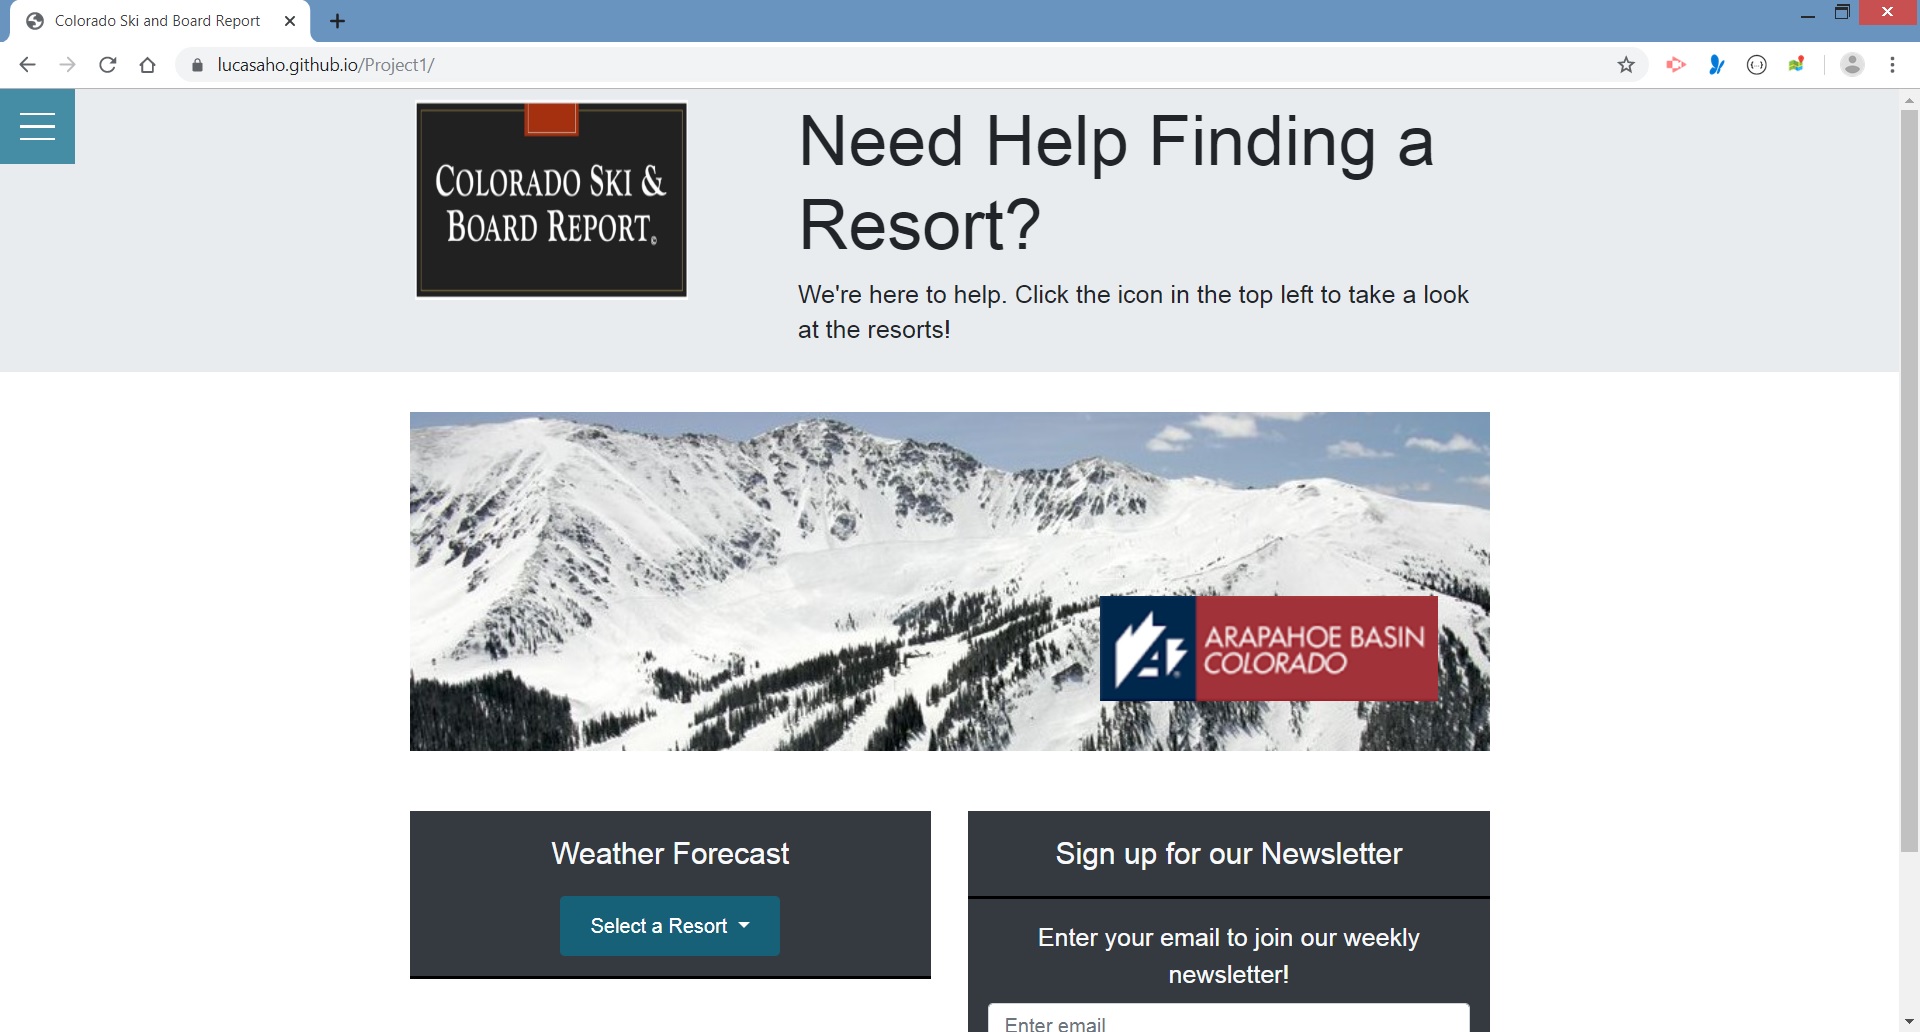 Colorado Ski and Board Report
lucasaho.github.io/Project1/
COLORADO SKI &
BOARD REPORT©
Need Help Finding a
Resort?
We're here to help. Click the icon in the top left to take a look
at the resorts!
ARAPAHOE BASIN
COLORADO
Weather Forecast
Select a Resort
Sign up for our Newsletter
Enter your email to join our weekly
newsletter!
Enter email